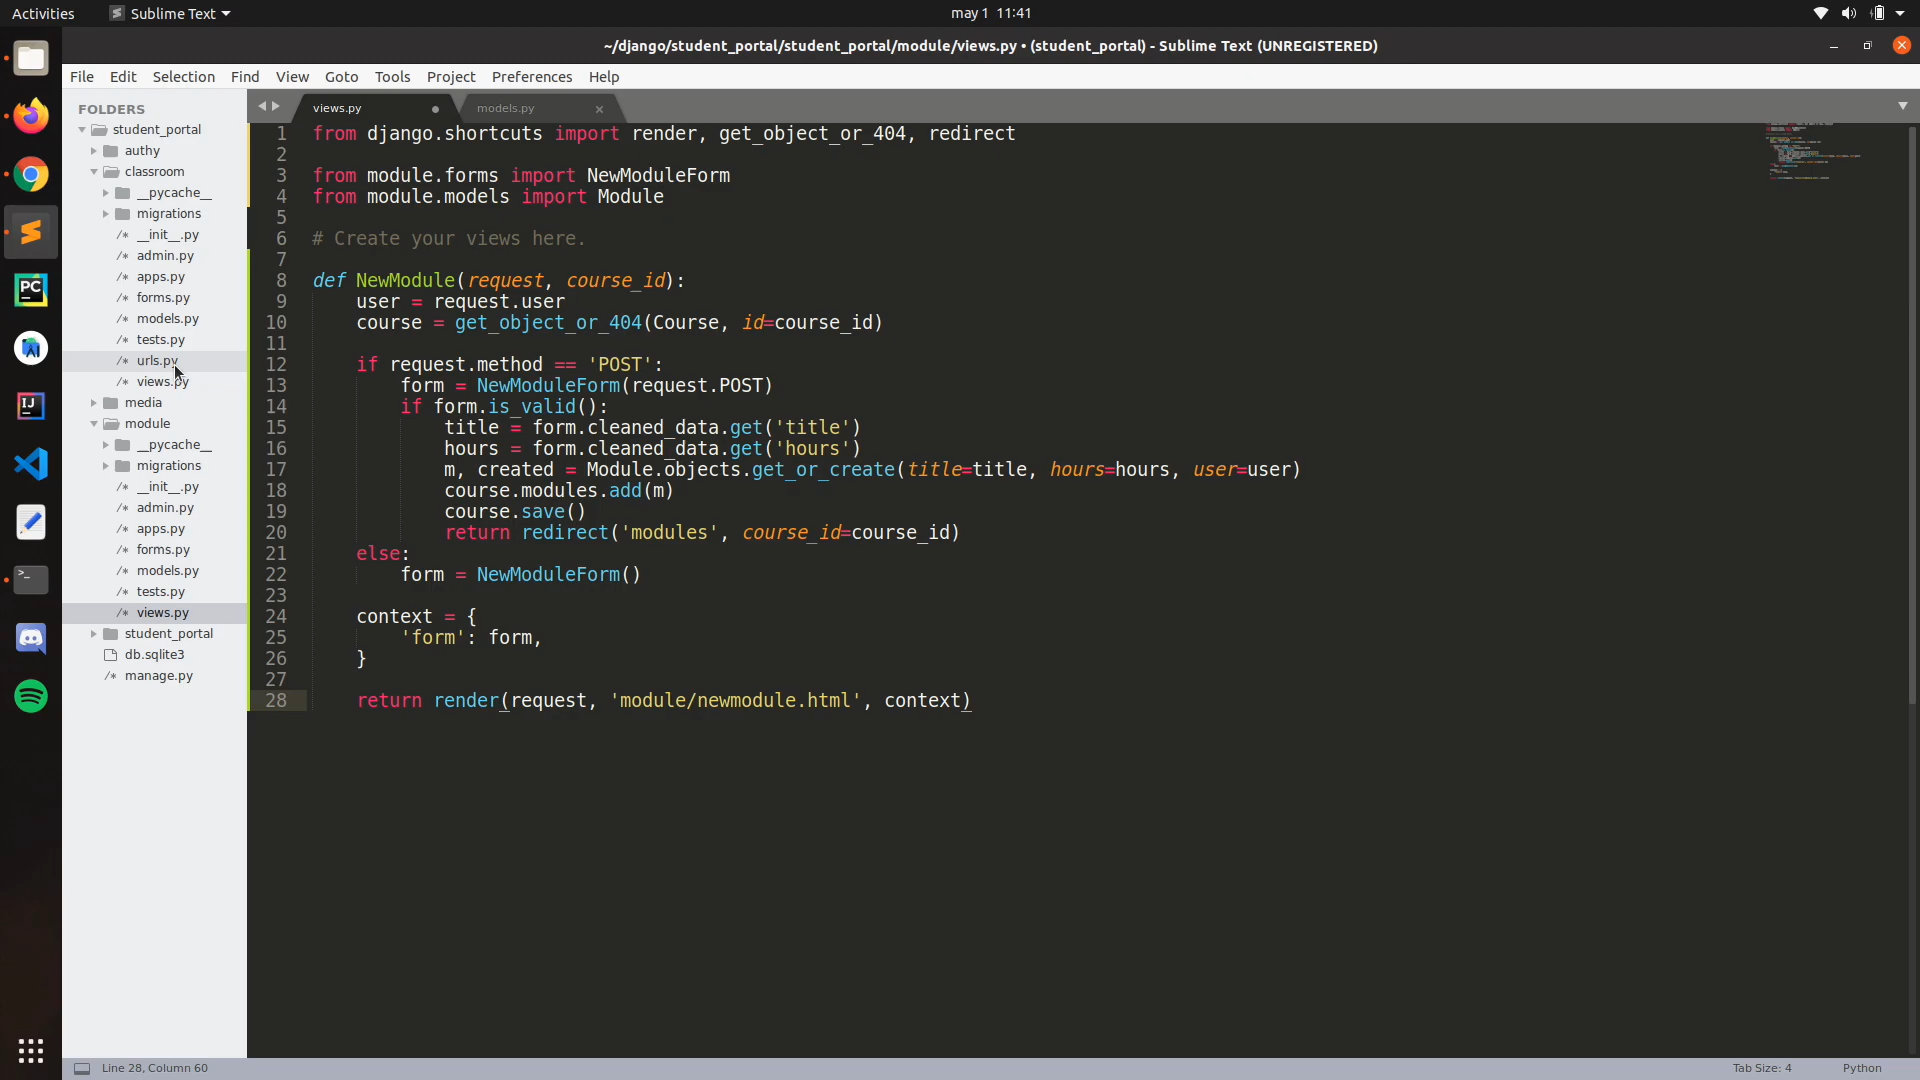 Activities
Sublime Text
may 1 11:41
~/django/student_portal/student_portal/module/views.py • (student_portal) - Sublime Text (UNREGISTERED)
File Edit Selection Find View Goto Tools Project Preferences Help
FOLDERS
student_portal
authy
classroom
__pycache__
migrations
/* __init__.py
/* admin.py
/* apps.py
/* forms.py
/* models.py
/* tests.py
/* urls.py
/* views.py
media
module
__pycache__
migrations
/* __init__.py
/* admin.py
/* apps.py
/* forms.py
/* models.py
/* tests.py
/* views.py
student_portal
db.sqlite3
/* manage.py
views.py
models.py
1 from django.shortcuts import render, get_object_or_404, redirect
2
3 from module.forms import NewModuleForm
4 from module.models import Module
5
6 # Create your views here.
7
8 def NewModule(request, course_id):
9     user = request.user
10     course = get_object_or_404(Course, id=course_id)
11
12     if request.method == 'POST':
13         form = NewModuleForm(request.POST)
14         if form.is_valid():
15             title = form.cleaned_data.get('title')
16             hours = form.cleaned_data.get('hours')
17             m, created = Module.objects.get_or_create(title=title, hours=hours, user=user)
18             course.modules.add(m)
19             course.save()
20             return redirect('modules', course_id=course_id)
21     else:
22         form = NewModuleForm()
23
24     context = {
25         'form': form,
26     }
27
28     return render(request, 'module/newmodule.html', context)
PC
IJ
>_
Line 28, Column 60
Tab Size: 4
Python